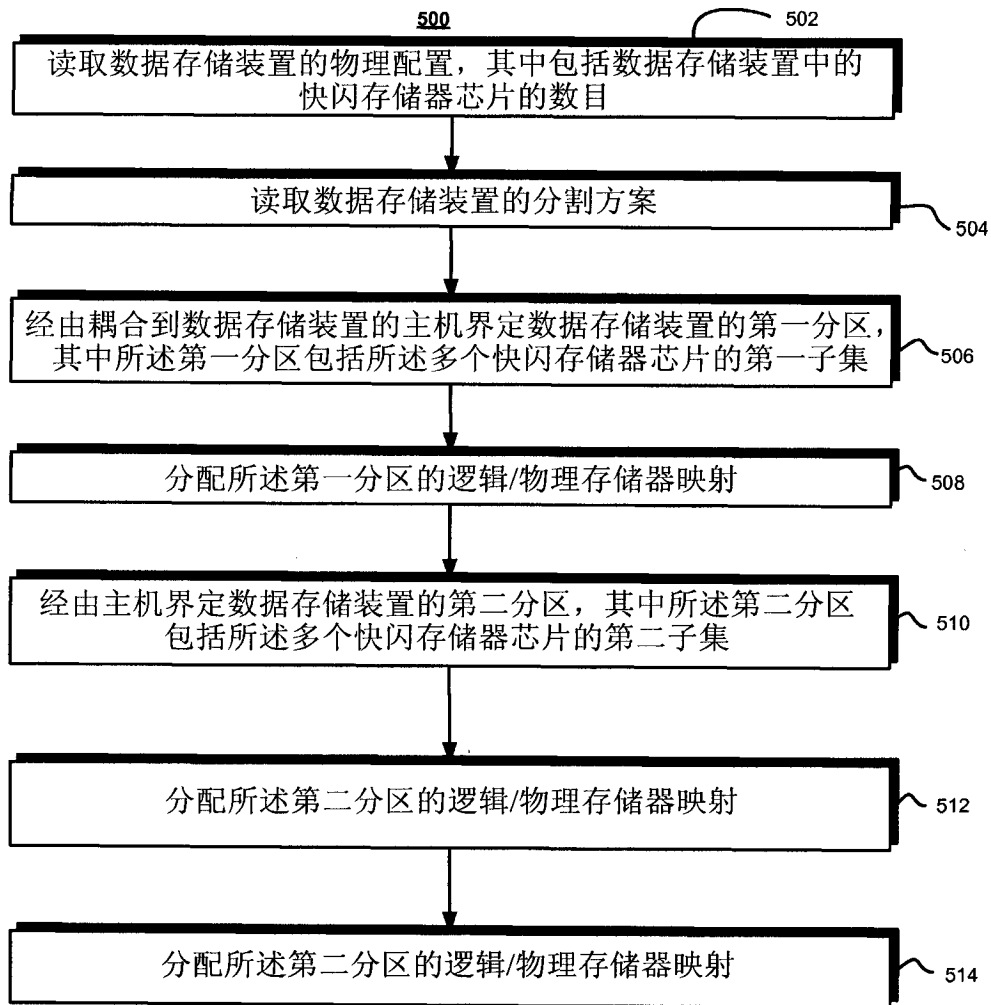 500
502
读取数据存储装置的物理配置，其中包括数据存储装置中的
快闪存储器芯片的数目
读取数据存储装置的分割方案
504
经由耦合到数据存储装置的主机界定数据存储装置的第一分区，
其中所述第一分区包括所述多个快闪存储器芯片的第一子集
506
分配所述第一分区的逻辑/物理存储器映射
508
经由主机界定数据存储装置的第二分区，其中所述第二分区
包括所述多个快闪存储器芯片的第二子集
510
分配所述第二分区的逻辑/物理存储器映射
512
分配所述第二分区的逻辑/物理存储器映射
514